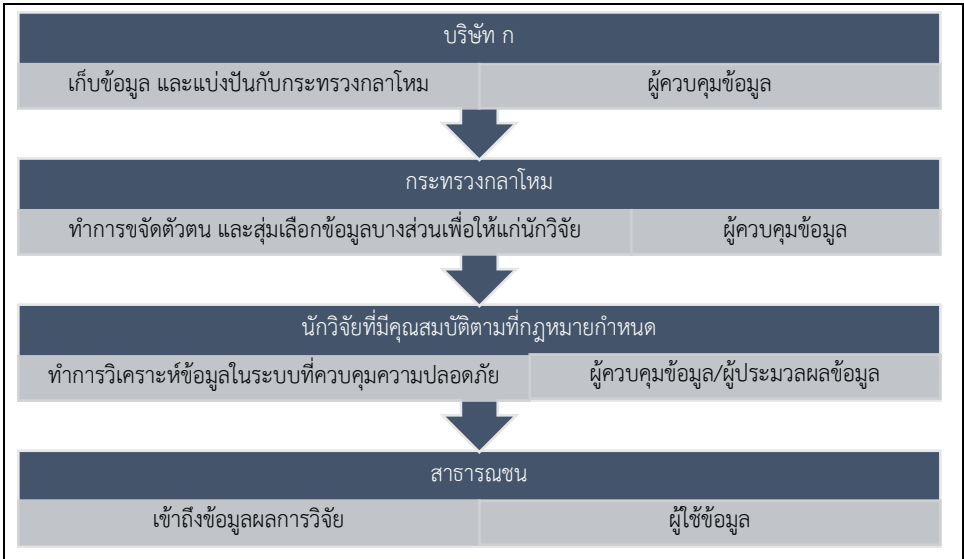 บริษัท ก
เก็บข้อมูล และแบ่งปันกับกระทรวงกลาโหม
ผู้ควบคุมข้อมูล
กระทรวงกลาโหม
ทำการขจัดตัวตน และสุ่มเลือกข้อมูลบางส่วนเพื่อให้แก่นักวิจัย
ผู้ควบคุมข้อมูล
นักวิจัยที่มีคุณสมบัติตามที่กฎหมายกำหนด
ทำการวิเคราะห์ข้อมูลในระบบที่ควบคุมความปลอดภัย
ผู้ควบคุมข้อมูล/ผู้ประมวลผลข้อมูล
สาธารณชน
เข้าถึงข้อมูลผลการวิจัย
ผู้ใช้ข้อมูล